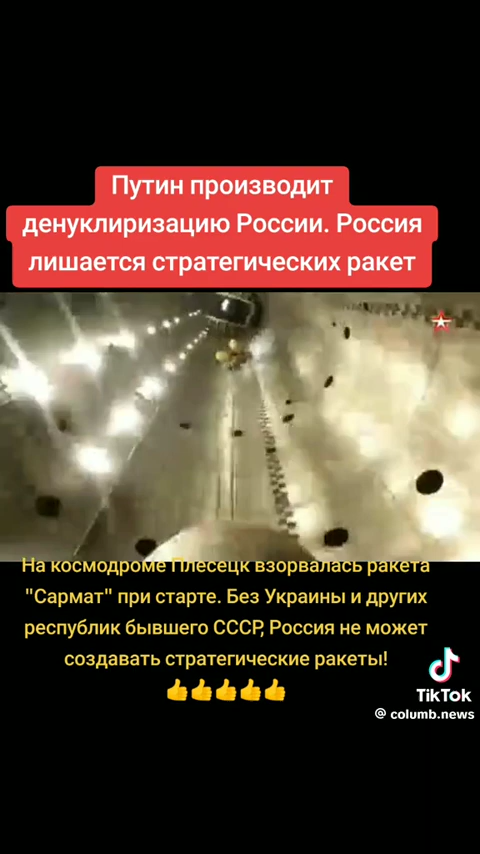 Путин производит
денуклиризацию России. Россия
лишается стратегических ракет
На космодроме Плесецк взорвалась ракета
"Сармат" при старте. Без Украины и других
республик бывшего СССР, Россия не может
создавать стратегические ракеты!
👍👍👍👍👍
TikTok
@ columb.news